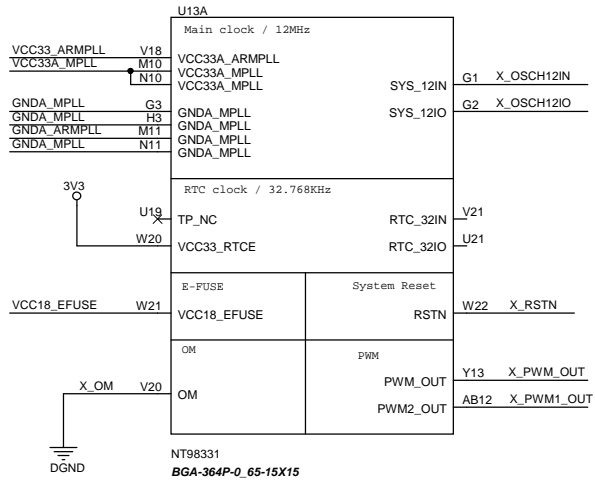 U13A
Main clock / 12MHz
VCC33_ARMPLL V18 VCC33A_ARMPLL
VCC33A_MPLL M10 VCC33A_MPLL
N10 VCC33A_MPLL
SYS_12IN G1 X_OSCH12IN
GNDA_MPLL G3 GNDA_MPLL
SYS_12IO G2 X_OSCH12IO
GNDA_MPLL H3 GNDA_MPLL
GNDA_ARMPLL M11 GNDA_MPLL
GNDA_MPLL N11 GNDA_MPLL
3V3
RTC clock / 32.768KHz
U19 TP_NC
RTC_32IN V21
W20 VCC33_RTCE
RTC_32IO U21
E-FUSE
System Reset
VCC18_EFUSE W21 VCC18_EFUSE
RSTN W22 X_RSTN
OM
PWM
X_OM V20 OM
PWM_OUT Y13 X_PWM_OUT
PWM2_OUT AB12 X_PWM1_OUT
DGND
NT98331
BGA-364P-0_65-15X15